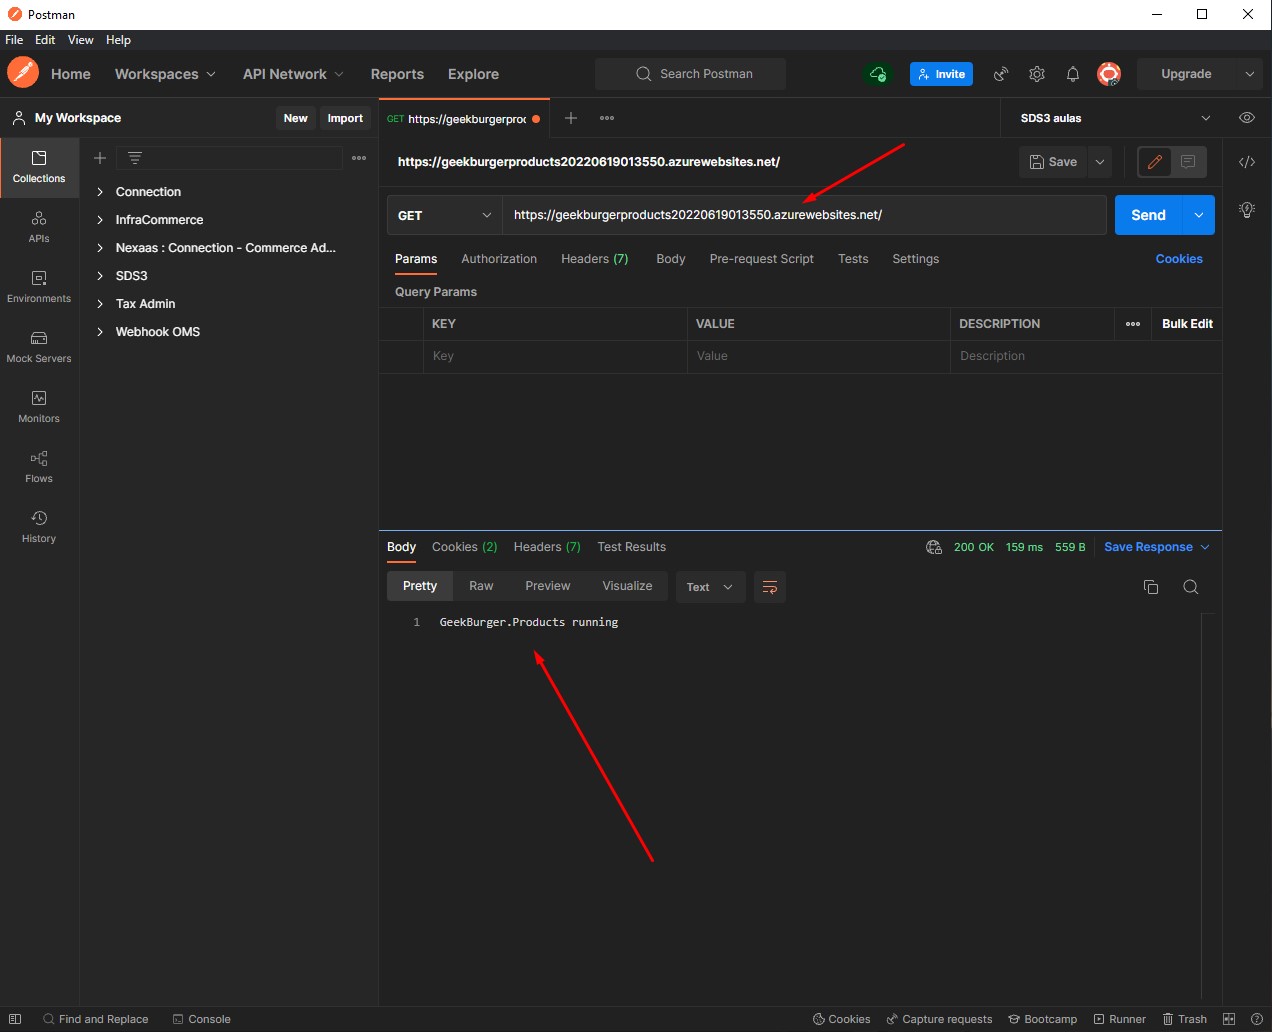 Postman
File Edit View Help
Home Workspaces API Network Reports Explore Search Postman Invite Upgrade
My Workspace New Import GET https://geekburgerproc SDS3 aulas
https://geekburgerproducts20220619013550.azurewebsites.net/ Save
Collections
APIs
Environments
Mock Servers
Monitors
Flows
History
Connection
InfraCommerce
Nexaas : Connection - Commerce Ad...
SDS3
Tax Admin
Webhook OMS
GET https://geekburgerproducts20220619013550.azurewebsites.net/ Send
Params Authorization Headers (7) Body Pre-request Script Tests Settings Cookies
Query Params
KEY VALUE DESCRIPTION Bulk Edit
Key Value Description
Body Cookies (2) Headers (7) Test Results 200 OK 159 ms 559 B Save Response
Pretty Raw Preview Visualize Text
1 GeekBurger.Products running
Find and Replace Console Cookies Capture requests Bootcamp Runner Trash